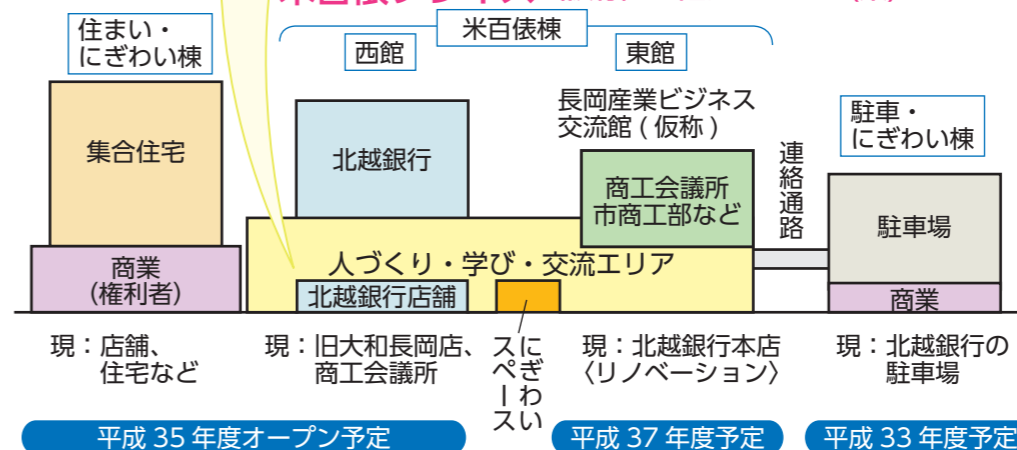 住まい・
にぎわい棟
米百俵棟
西館
東館
長岡産業ビジネス
交流館(仮称)
駐車・
にぎわい棟
集合住宅
北越銀行
商工会議所
市商工部など
連絡通路
駐車場
商業
(権利者)
人づくり・学び・交流エリア
北越銀行店舗
商業
現：店舗、
住宅など
現：旧大和長岡店、
商工会議所
にぎわい
スペース
現：北越銀行本店
〈リノベーション〉
現：北越銀行の
駐車場
平成35年度オープン予定
平成37年度予定
平成33年度予定